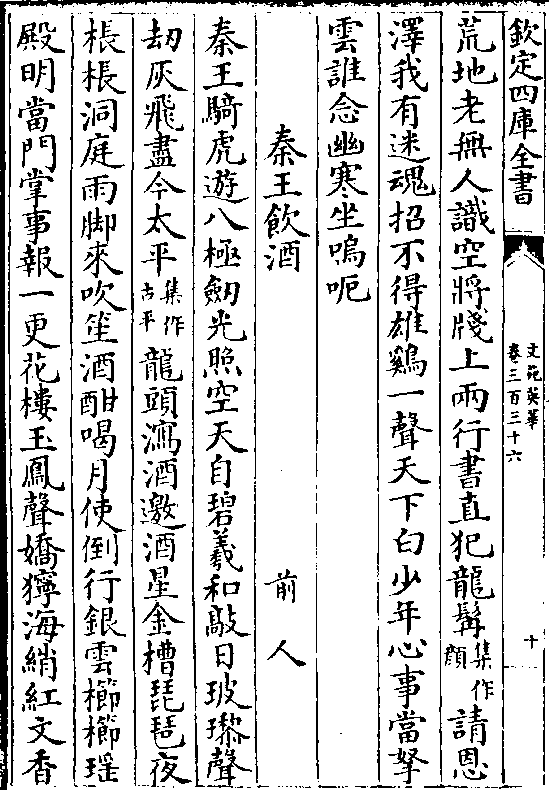 欽定四庫全書
文苑英華
卷三百三十六
十
荒地老無人識空將牋上兩行書直犯龍髯集作顔請恩
澤我有迷魂招不得雄鷄一聲天下白少年心事當拏
雲誰念幽寒坐嗚呃
秦王飲酒 前人
秦王騎虎遊八極劒光照空天自碧羲和敲日玻瓈聲
刧灰飛盡今太平集作古平龍頭瀉酒邀酒星金槽琵琶夜
棖棖洞庭雨脚來吹笙酒酣喝月使倒行銀雲櫛櫛瑶
殿明當門掌事報一更花樓玉鳳聲嬌獰海綃紅文香